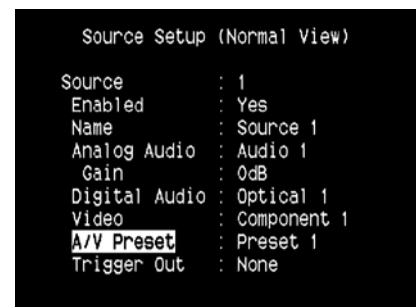 Source Setup (Normal View)
Source : 1
Enabled : Yes
Name : Source 1
Analog Audio : Audio 1
Gain : 0dB
Digital Audio : Optical 1
Video : Component 1
A/V Preset : Preset 1
Trigger Out : None